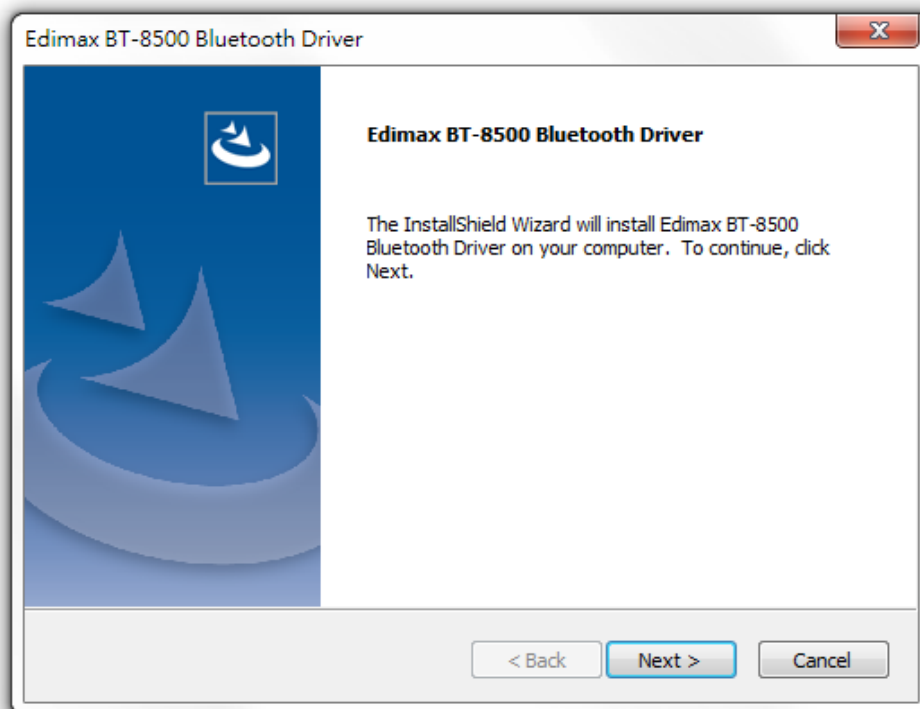 Edimax BT-8500 Bluetooth Driver
Edimax BT-8500 Bluetooth Driver
The InstallShield Wizard will install Edimax BT-8500
Bluetooth Driver on your computer.  To continue, click
Next.
< Back
Next >
Cancel